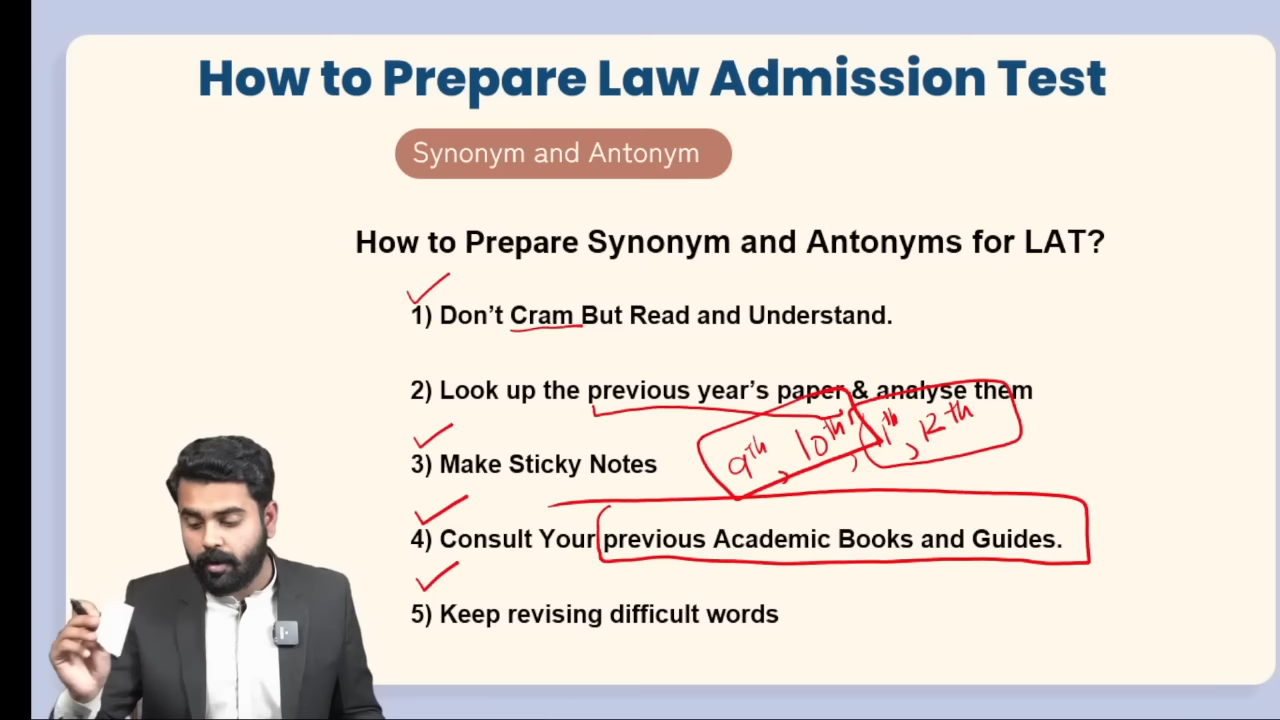 How to Prepare Law Admission Test
Synonym and Antonym
How to Prepare Synonym and Antonyms for LAT?
1) Don’t Cram But Read and Understand.
2) Look up the previous year’s paper & analyse them
9th, 10th, 11th, 12th
3) Make Sticky Notes
4) Consult Your previous Academic Books and Guides.
5) Keep revising difficult words